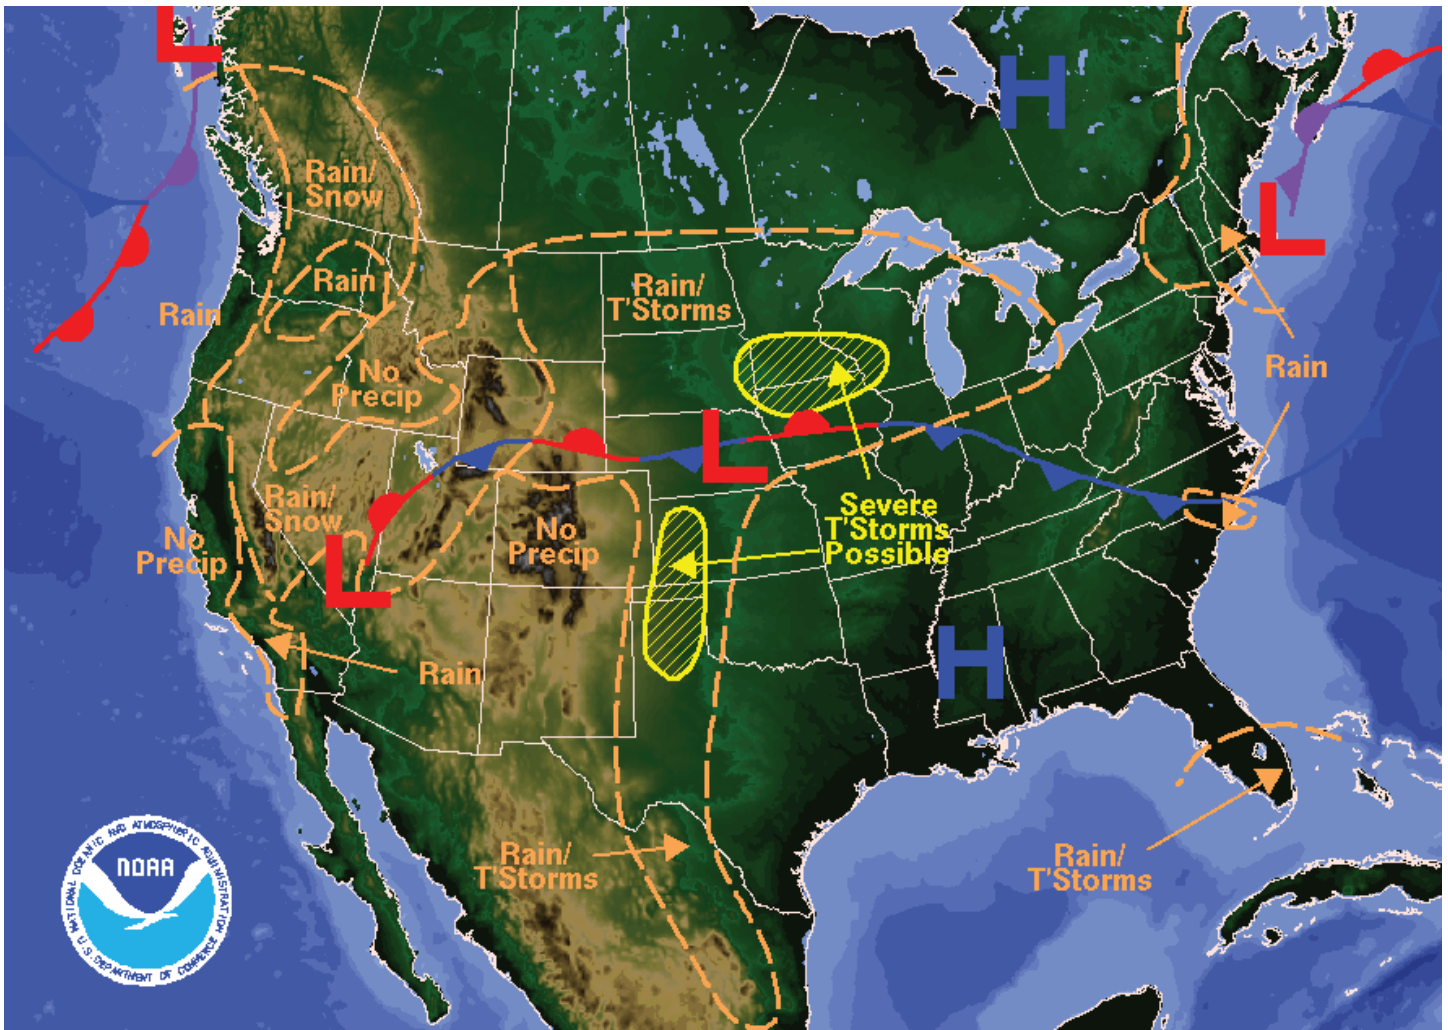 L
H
Rain/
Snow
L
Rain
Rain/
T'Storms
Rain
No
Precip
Rain
L
Rain/
Snow
Severe
T'Storms
Possible
No
Precip
No
Precip
L
H
Rain
Rain/
T'Storms
Rain/
T'Storms
NATIONAL OCEANIC AND ATMOSPHERIC ADMINISTRATION
NOAA
U.S. DEPARTMENT OF COMMERCE